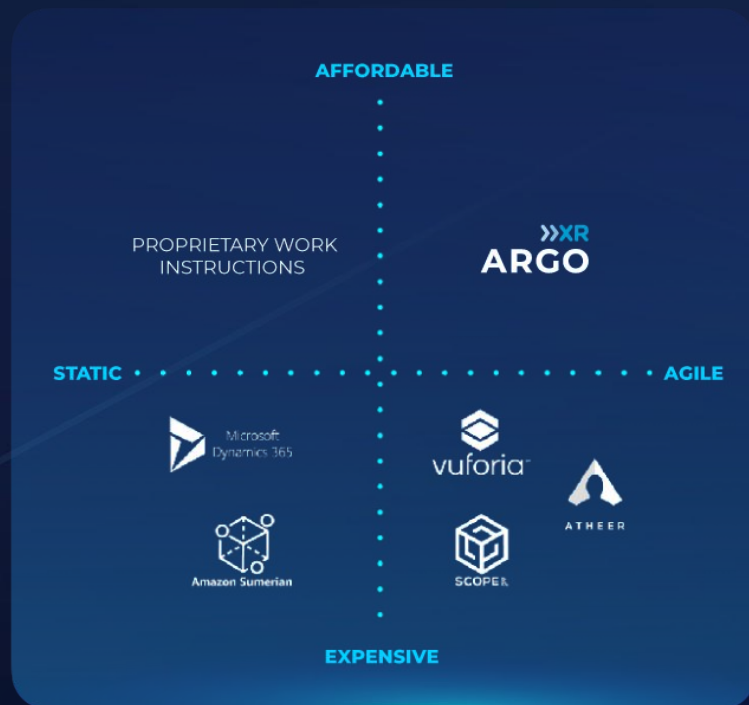 AFFORDABLE
PROPRIETARY WORK
INSTRUCTIONS
XR
ARGO
STATIC
AGILE
Microsoft
Dynamics 365
vuforia
ATHEER
Amazon Sumerian
SCOPE
EXPENSIVE